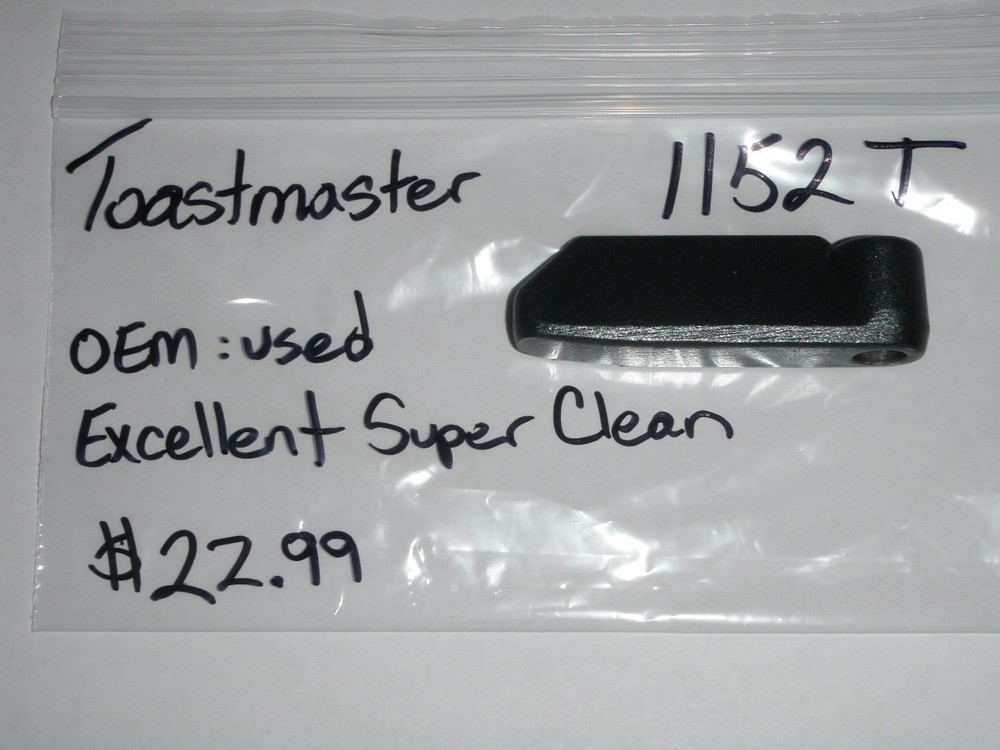 Toastmaster 1152 T
OEM: used
Excellent Super Clean
$22.99